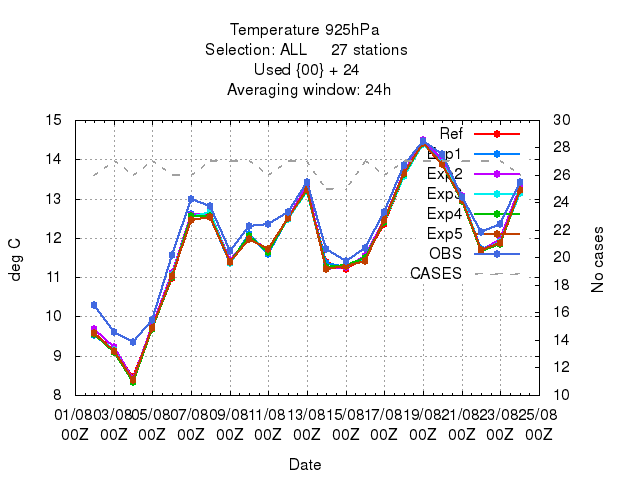 Temperature 925hPa
Selection: ALL 27 stations
Used {00} + 24
Averaging window: 24h
15
14
13
12
11
10
9
8
deg C
30
28
26
24
22
20
18
16
14
12
10
No cases
Ref
Exp1
Exp2
Exp3
Exp4
Exp5
OBS
CASES
01/08 03/08 05/08 07/08 09/08 11/08 13/08 15/08 17/08 19/08 21/08 23/08 25/08
00Z 00Z 00Z 00Z 00Z 00Z 00Z 00Z 00Z 00Z 00Z 00Z 00Z
Date